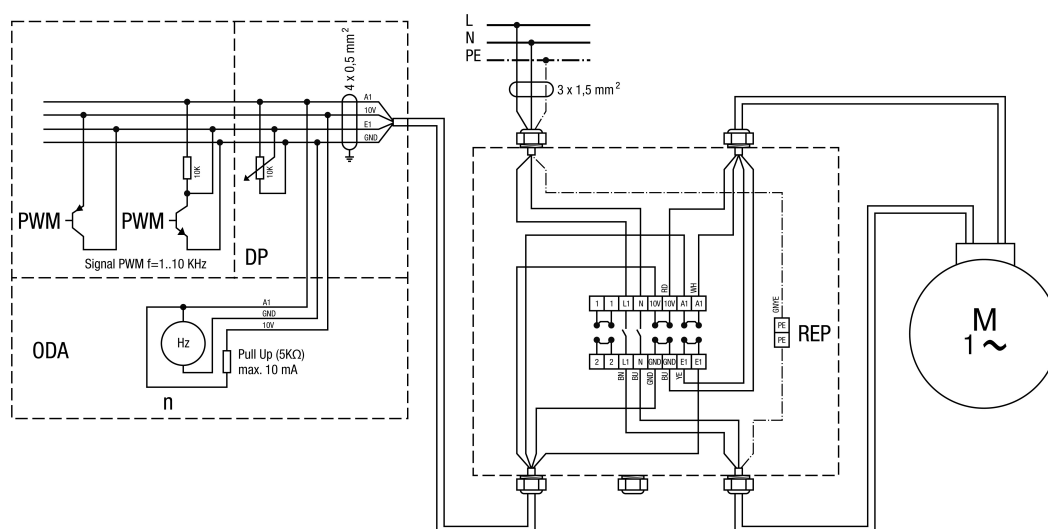 L
N
PE
3 x 1,5 mm²
4 x 0,5 mm²
A1
10V
E1
GND
10K
10K
PWM
PWM
DP
Signal PWM f=1..10 KHz
A1
GND
10V
Hz
Pull Up (5KΩ)
max. 10 mA
ODA
n
RD
WH
GNYE
1 1 L1 N 10V 10V A1 A1
2 2 L1 N GND GND E1 E1
BN BU GND BU YE
PE
PE
REP
M
1~